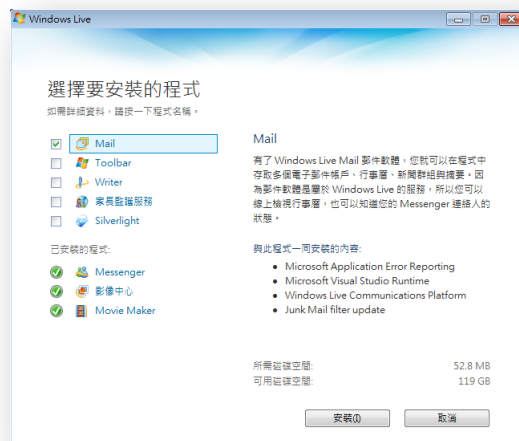 Windows Live
選擇要安裝的程式
如需詳細資料，請按一下程式名稱。
Mail
Toolbar
Writer
家長監護服務
Silverlight
已安裝的程式:
Messenger
影像中心
Movie Maker
Mail
有了 Windows Live Mail 郵件軟體，您就可以在程式中
存取多個電子郵件帳戶、行事曆、新聞群組與摘要。因
為郵件軟體是屬於 Windows Live 的服務，所以您可以
線上檢視行事曆，也可以知道您的 Messenger 連絡人的
狀態。
與此程式一同安裝的內容:
Microsoft Application Error Reporting
Microsoft Visual Studio Runtime
Windows Live Communications Platform
Junk Mail filter update
所需磁碟空間: 52.8 MB
可用磁碟空間: 119 GB
安裝(I) 取消